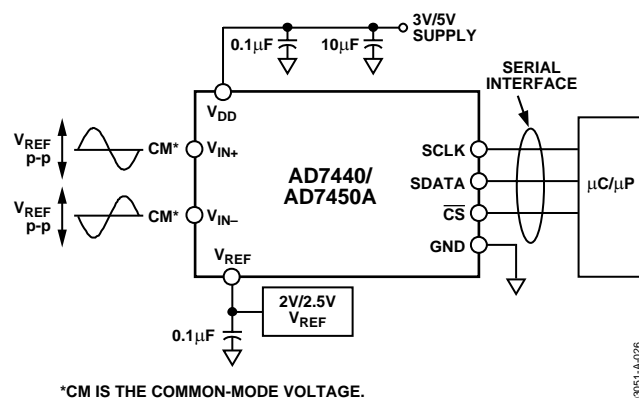 3V/5V
SUPPLY
0.1µF
10µF
SERIAL
INTERFACE
VDD
VREF
p-p
CM*
VIN+
AD7440/
AD7450A
SCLK
SDATA
µC/µP
VREF
p-p
CM*
VIN–
CS
GND
VREF
2V/2.5V
VREF
0.1µF
*CM IS THE COMMON-MODE VOLTAGE.
3051-A-026